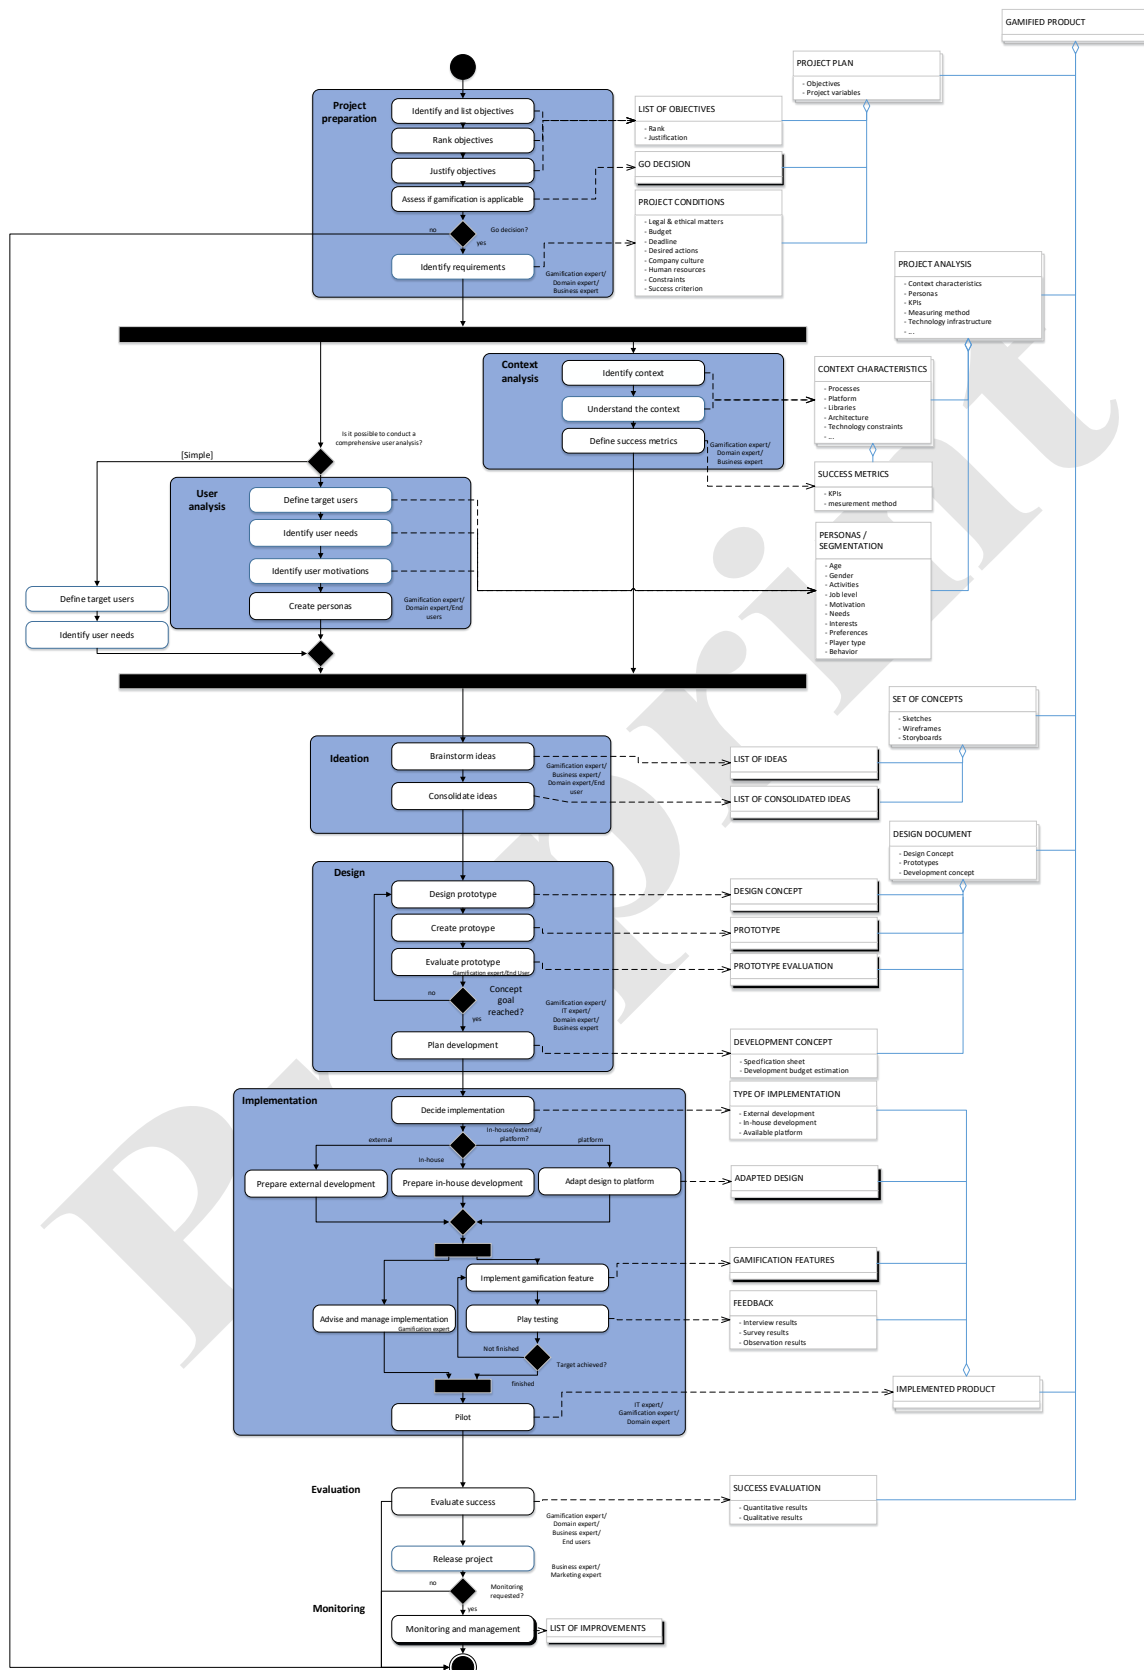 GAMIFIED PRODUCT
PROJECT PLAN
- Objectives
- Project variables
Project preparation
Identify and list objectives
Rank objectives
Justify objectives
Assess if gamification is applicable
no
Go decision?
yes
Identify requirements
Gamification expert/
Domain expert/
Business expert
LIST OF OBJECTIVES
- Rank
- Justification
GO DECISION
PROJECT CONDITIONS
- Legal & ethical matters
- Budget
- Deadline
- Desired actions
- Company culture
- Human resources
- Constraints
- Success criterion
PROJECT ANALYSIS
- Context characteristics
- Personas
- KPIs
- Measuring method
- Technology infrastructure
- ...
Context
analysis
Identify context
Understand the context
Define success metrics
Gamification expert/
Domain expert/
Business expert
CONTEXT CHARACTERISTICS
- Processes
- Platform
- Libraries
- Architecture
- Technology constraints
- ...
SUCCESS METRICS
- KPIs
- mesurement method
Is it possible to conduct a
comprehensive user analysis?
[Simple]
User
analysis
Define target users
Identify user needs
Identify user motivations
Create personas
Gamification expert/
Domain expert/End
users
Define target users
Identify user needs
PERSONAS /
SEGMENTATION
- Age
- Gender
- Activities
- Job level
- Motivation
- Needs
- Interests
- Preferences
- Player type
- Behavior
SET OF CONCEPTS
- Sketches
- Wireframes
- Storyboards
Ideation
Brainstorm ideas
Consolidate ideas
Gamification expert/
Business expert/
Domain expert/End
user
LIST OF IDEAS
LIST OF CONSOLIDATED IDEAS
DESIGN DOCUMENT
- Design Concept
- Prototypes
- Development concept
Design
Design prototype
Create protoype
Evaluate prototype
Gamification expert/End User
no
Concept
goal
reached?
yes
Plan development
Gamification expert/
IT expert/
Domain expert/
Business expert
DESIGN CONCEPT
PROTOTYPE
PROTOTYPE EVALUATION
DEVELOPMENT CONCEPT
- Specification sheet
- Development budget estimation
Implementation
Decide implementation
In-house/external/
platform?
external
In-house
platform
Prepare external development
Prepare in-house development
Adapt design to platform
Implement gamification feature
Advise and manage implementation
Gamification expert
Play testing
Not finished
Target achieved?
finished
Pilot
IT expert/
Gamification expert/
Domain expert
TYPE OF IMPLEMENTATION
- External development
- In-house development
- Available platform
ADAPTED DESIGN
GAMIFICATION FEATURES
FEEDBACK
- Interview results
- Survey results
- Observation results
IMPLEMENTED PRODUCT
Evaluation
Evaluate success
Gamification expert/
Domain expert/
Business expert/
End users
SUCCESS EVALUATION
- Quantitative results
- Qualitative results
Release project
Business expert/
Marketing expert
no
Monitoring
requested?
yes
Monitoring
Monitoring and management
LIST OF IMPROVEMENTS
Preprint